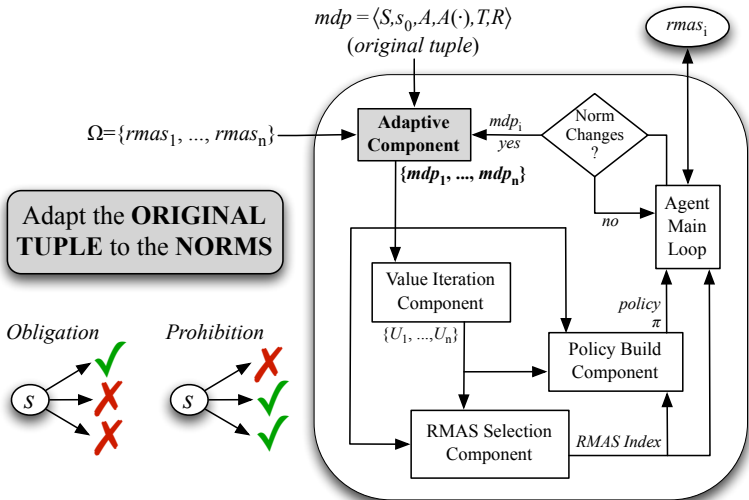 mdp = ⟨S,s₀,A,A(·),T,R⟩
(original tuple)
rmasᵢ
Ω={rmas₁, ..., rmasₙ}
Adaptive
Component
mdpᵢ
yes
Norm
Changes
?
{mdp₁, ..., mdpₙ}
no
Agent
Main
Loop
Adapt the ORIGINAL
TUPLE to the NORMS
Value Iteration
Component
{U₁, ...,Uₙ}
policy
π
Obligation
Prohibition
Policy Build
Component
s
s
RMAS Selection
Component
RMAS Index